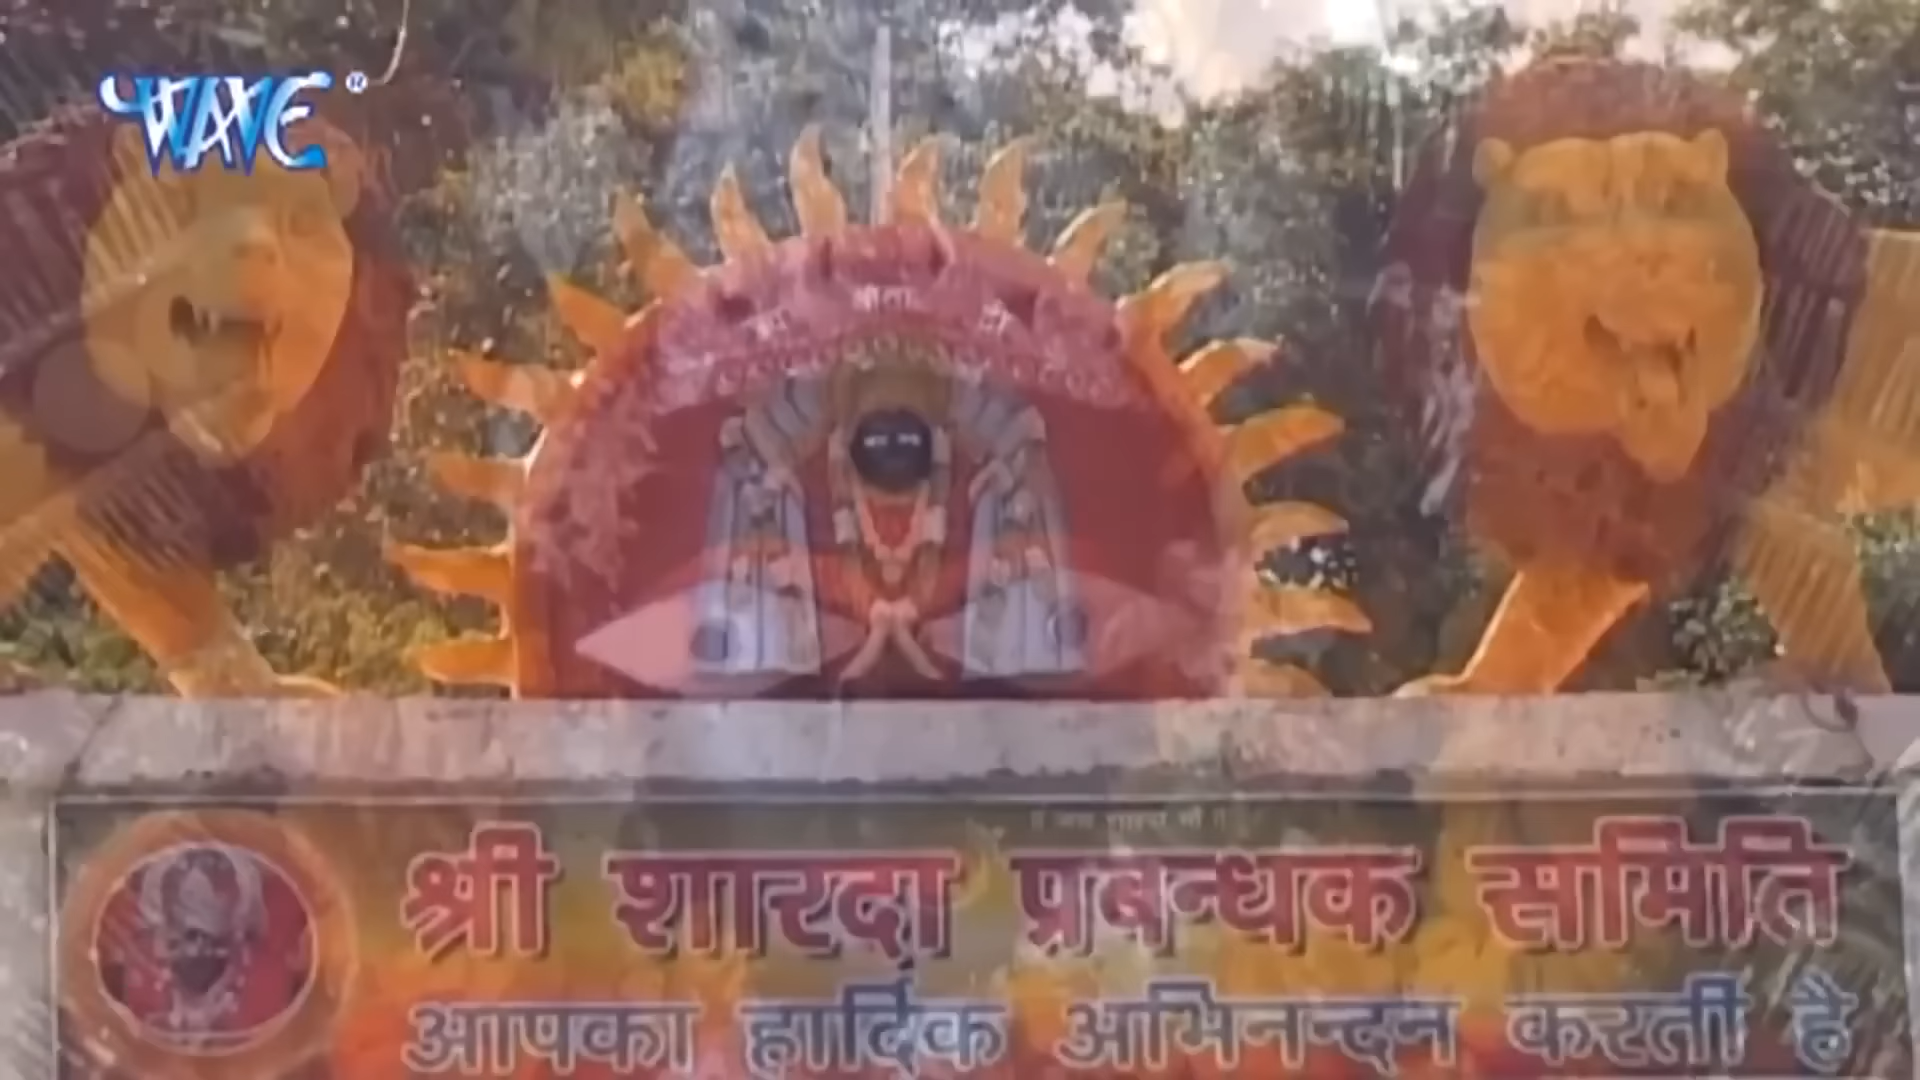 WAVE ®
माता
श्री शारदा प्रबन्धक समिति
आपका हार्दिक अभिनन्दन करती है